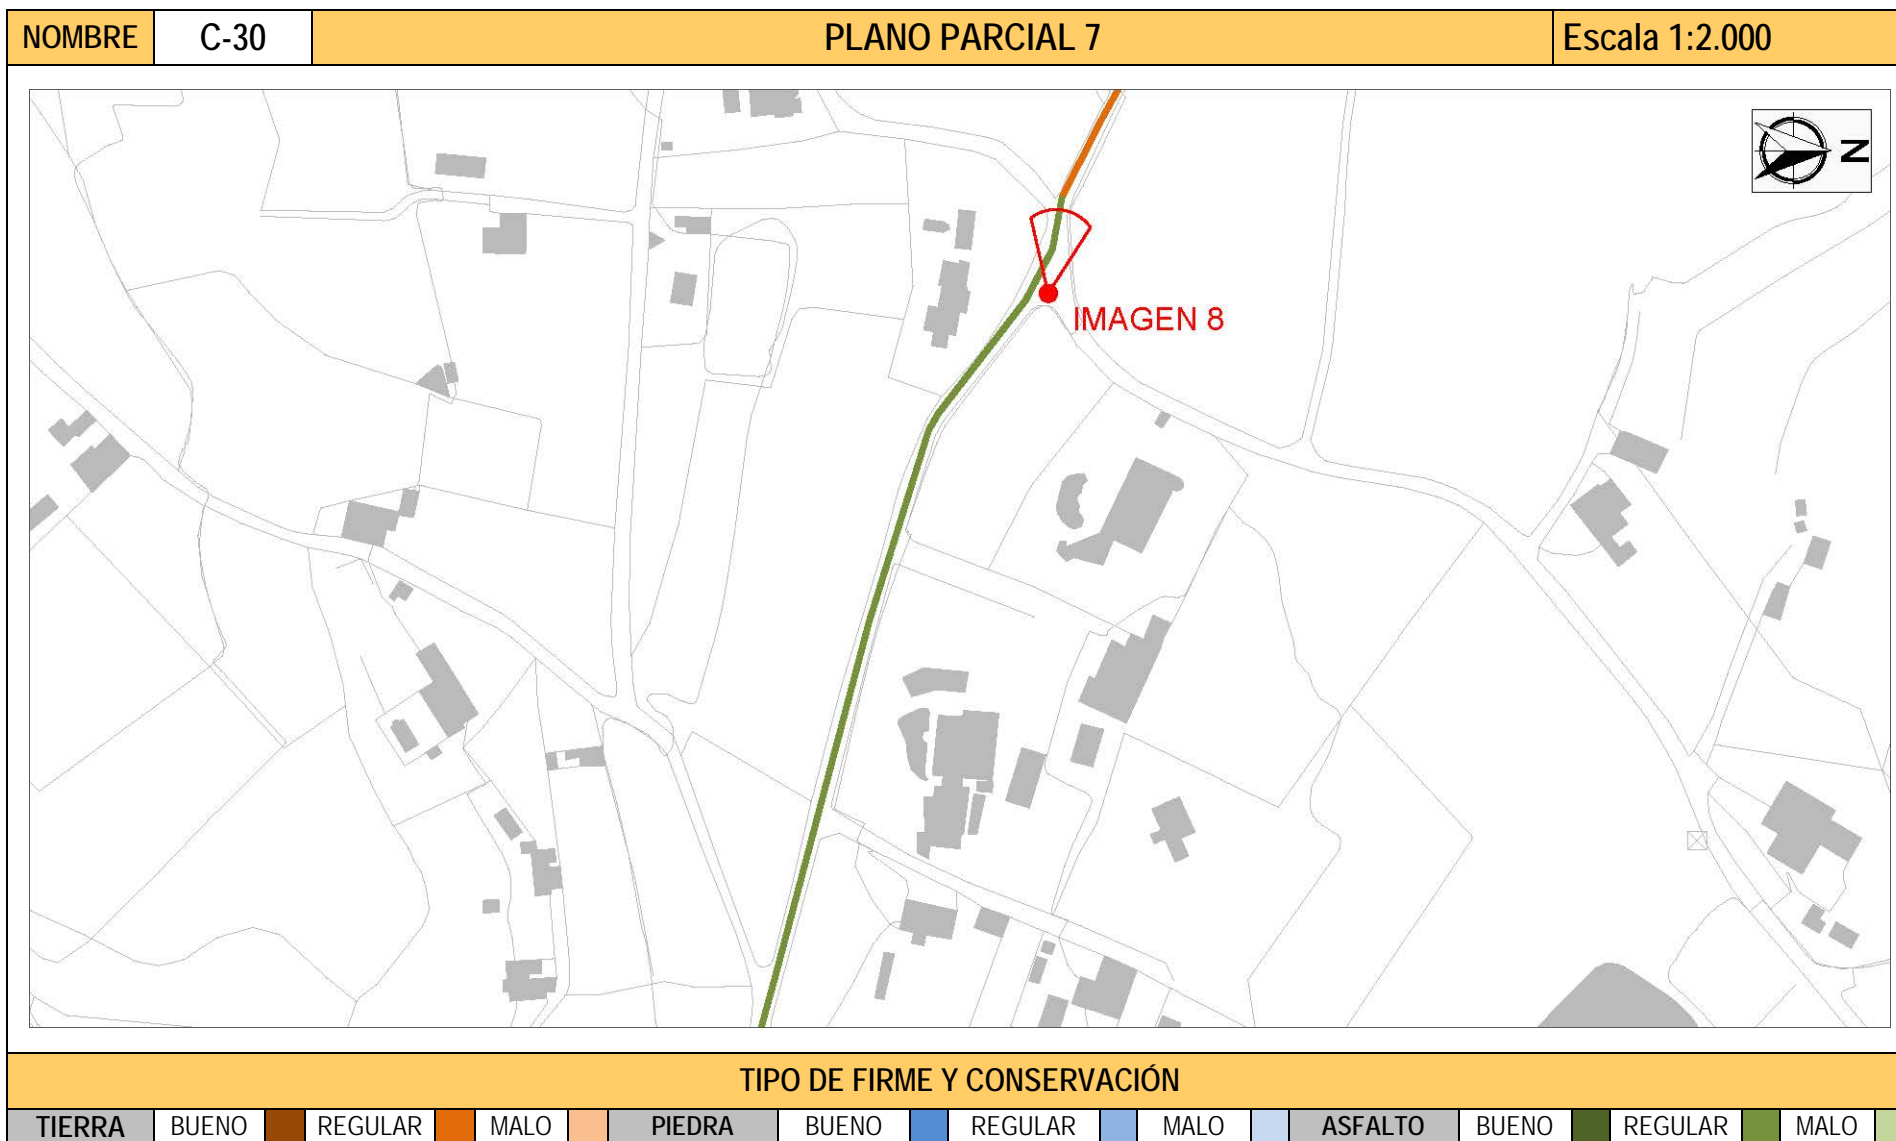 NOMBRE C-30 PLANO PARCIAL 7 Escala 1:2.000
N
IMAGEN 8
TIPO DE FIRME Y CONSERVACIÓN
TIERRA BUENO REGULAR MALO PIEDRA BUENO REGULAR MALO ASFALTO BUENO REGULAR MALO